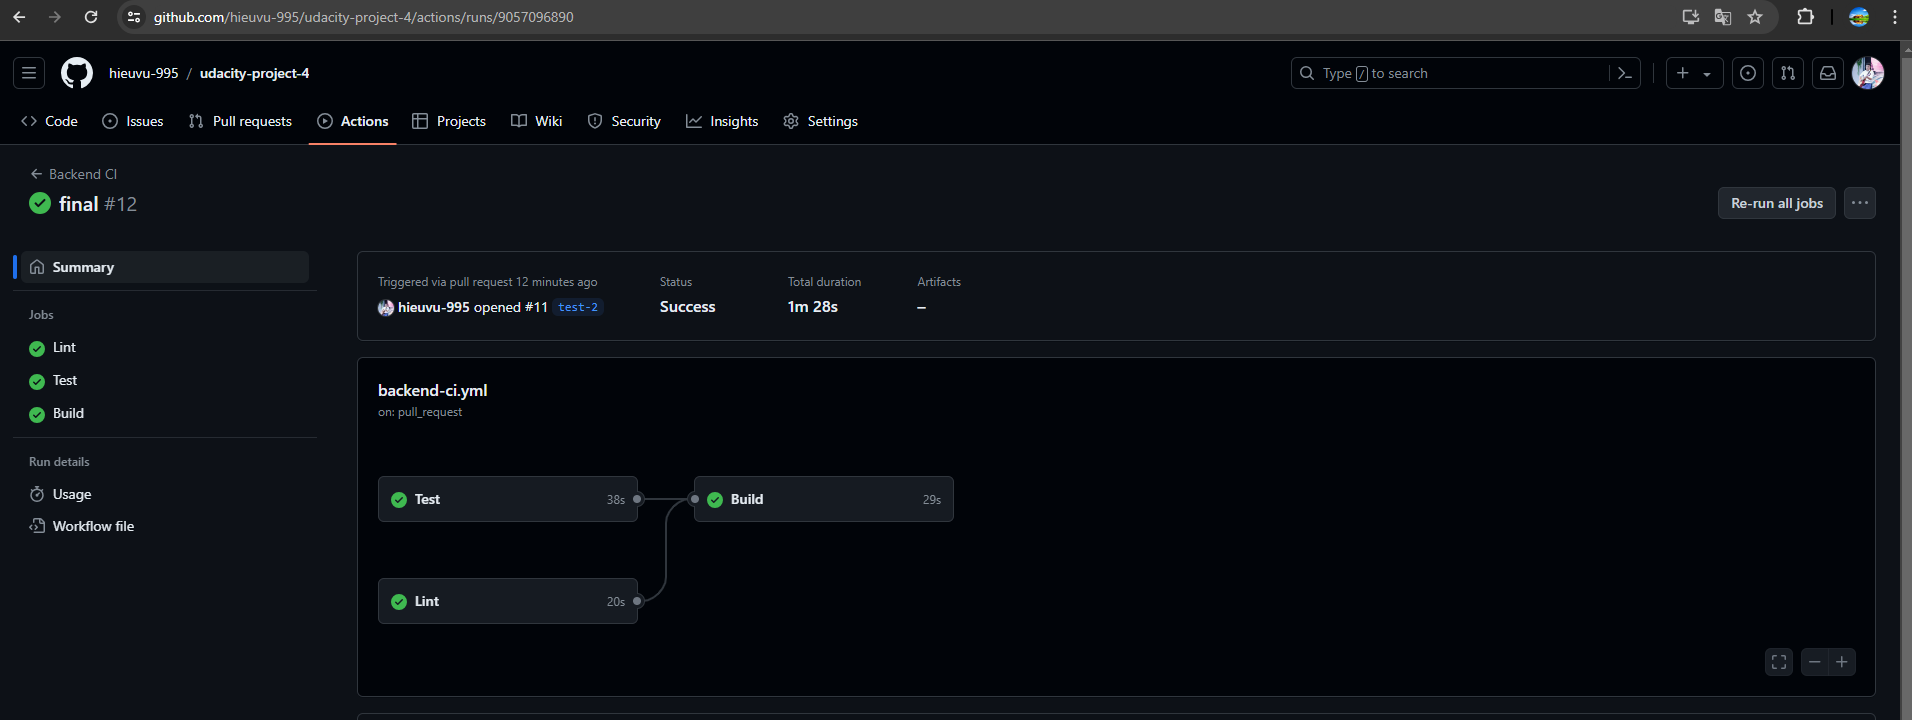 github.com/hieuvu-995/udacity-project-4/actions/runs/9057096890
hieuvu-995 / udacity-project-4
Type / to search
Code Issues Pull requests Actions Projects Wiki Security Insights Settings
Backend CI
final #12
Re-run all jobs
Summary
Jobs
Lint
Test
Build
Run details
Usage
Workflow file
Triggered via pull request 12 minutes ago
hieuvu-995 opened #11 test-2
Status
Success
Total duration
1m 28s
Artifacts
–
backend-ci.yml
on: pull_request
Test 38s
Build 29s
Lint 20s